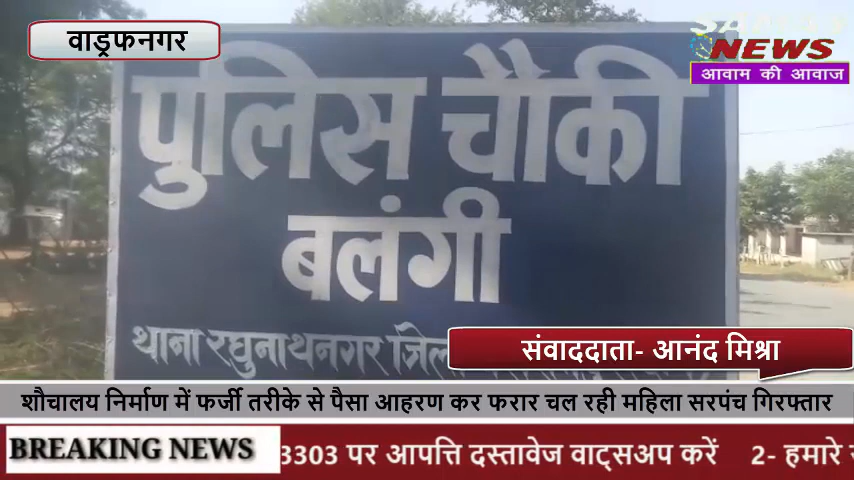 वाड्रफनगर
NEWS
आवाम की आवाज
पुलिस चौकी
बलंगी
थाना रघुनाथनगर जिला
संवाददाता- आनंद मिश्रा
शौचालय निर्माण में फर्जी तरीके से पैसा आहरण कर फरार चल रही महिला सरपंच गिरफ्तार
BREAKING NEWS
3303 पर आपत्ति दस्तावेज वाट्सअप करें 2- हमारे